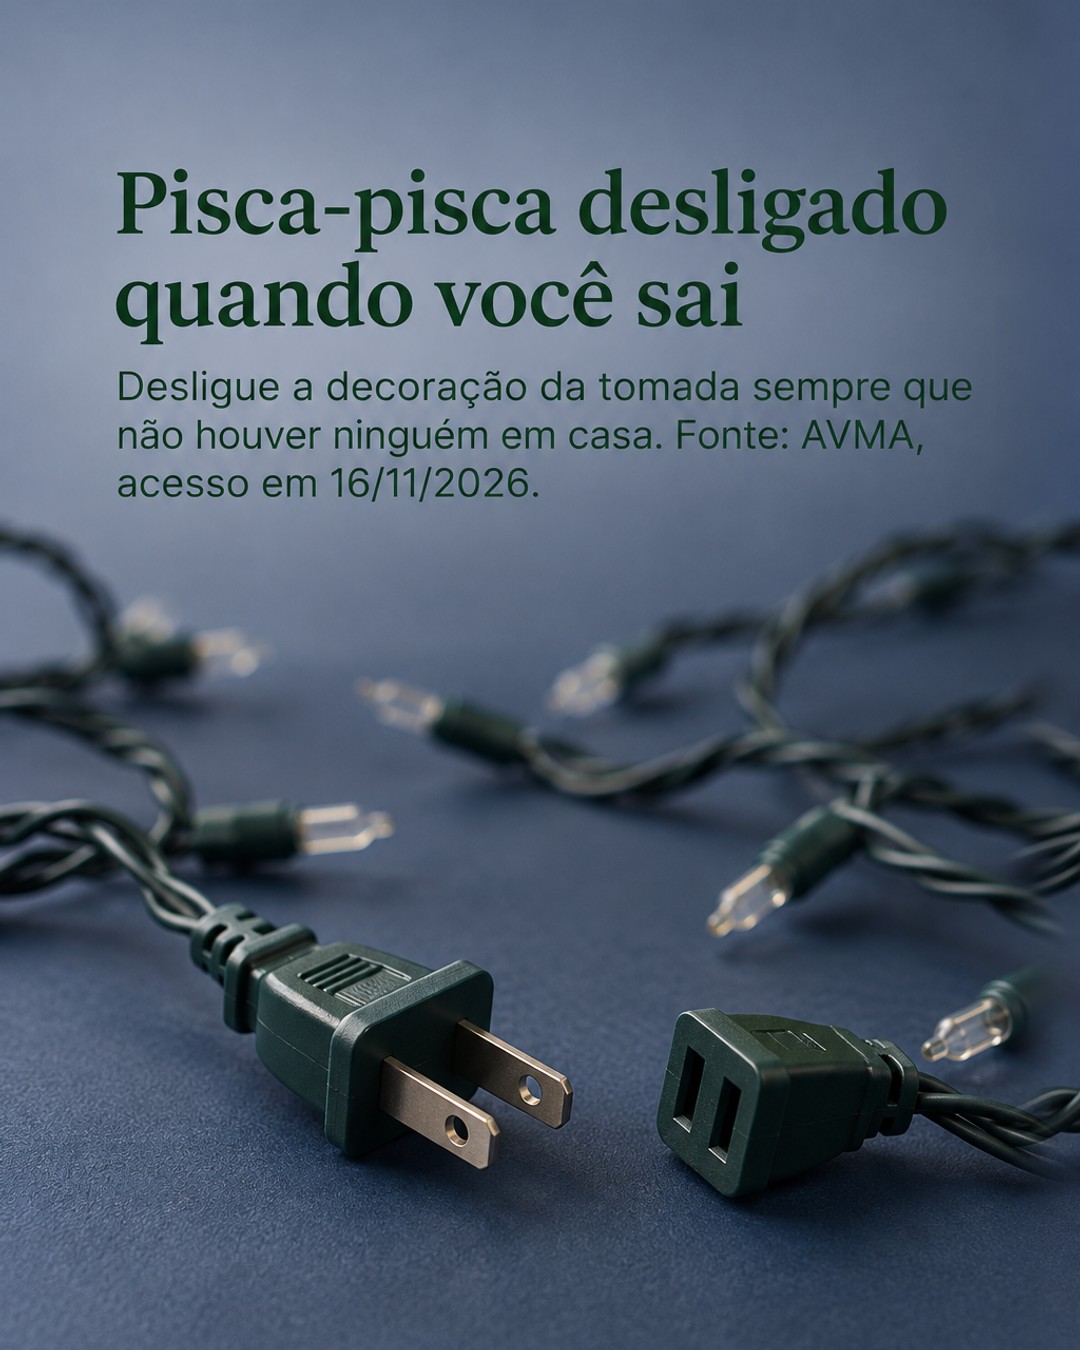 Pisca-pisca desligado
quando você sai
Desligue a decoração da tomada sempre que
não houver ninguém em casa. Fonte: AVMA,
acesso em 16/11/2026.